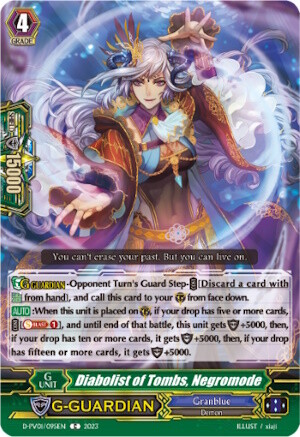 4
GRADE
15000
You can't erase your past. But you can live on.
G GUARDIAN -Opponent Turn's Guard Step- [Discard a card with
from hand], and call this card to your G from face down.
AUTO :When this unit is placed on G, if your drop has five or more cards,
[1], and until end of that battle, this unit gets +5000, then,
if your drop has ten or more cards, it gets +5000, then, if your drop
has fifteen or more cards, it gets +5000.
G
UNIT
Diabolist of Tombs, Negromode
G-GUARDIAN
Granblue
Demon
D-PV01/095EN C 2023
ILLUST / siaji